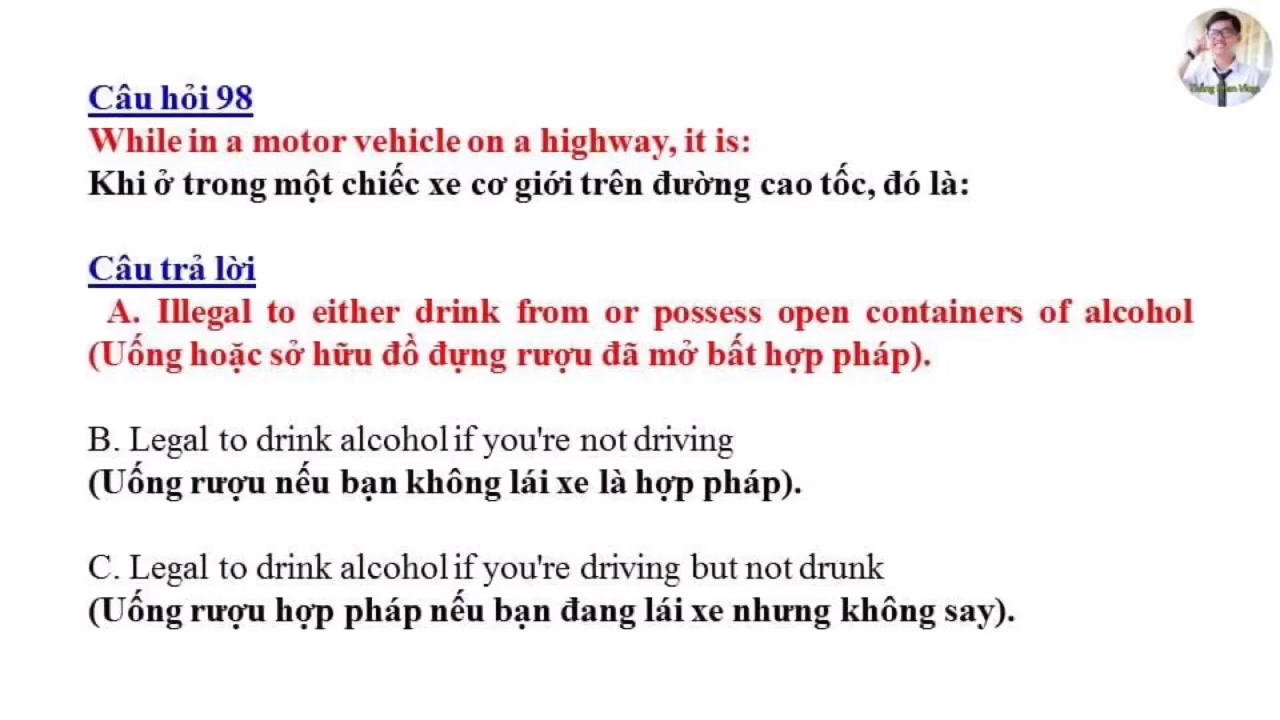 Câu hỏi 98
While in a motor vehicle on a highway, it is:
Khi ở trong một chiếc xe cơ giới trên đường cao tốc, đó là:
Câu trả lời
A. Illegal to either drink from or possess open containers of alcohol
(Uống hoặc sở hữu đồ đựng rượu đã mở bất hợp pháp).
B. Legal to drink alcohol if you're not driving
(Uống rượu nếu bạn không lái xe là hợp pháp).
C. Legal to drink alcohol if you're driving but not drunk
(Uống rượu hợp pháp nếu bạn đang lái xe nhưng không say).